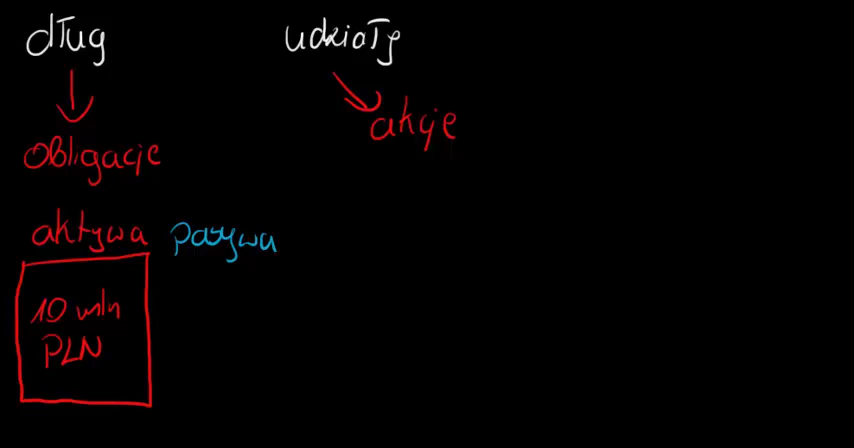 dług udziały
obligacje akcje
aktywa pasywa
10 mln
PLN